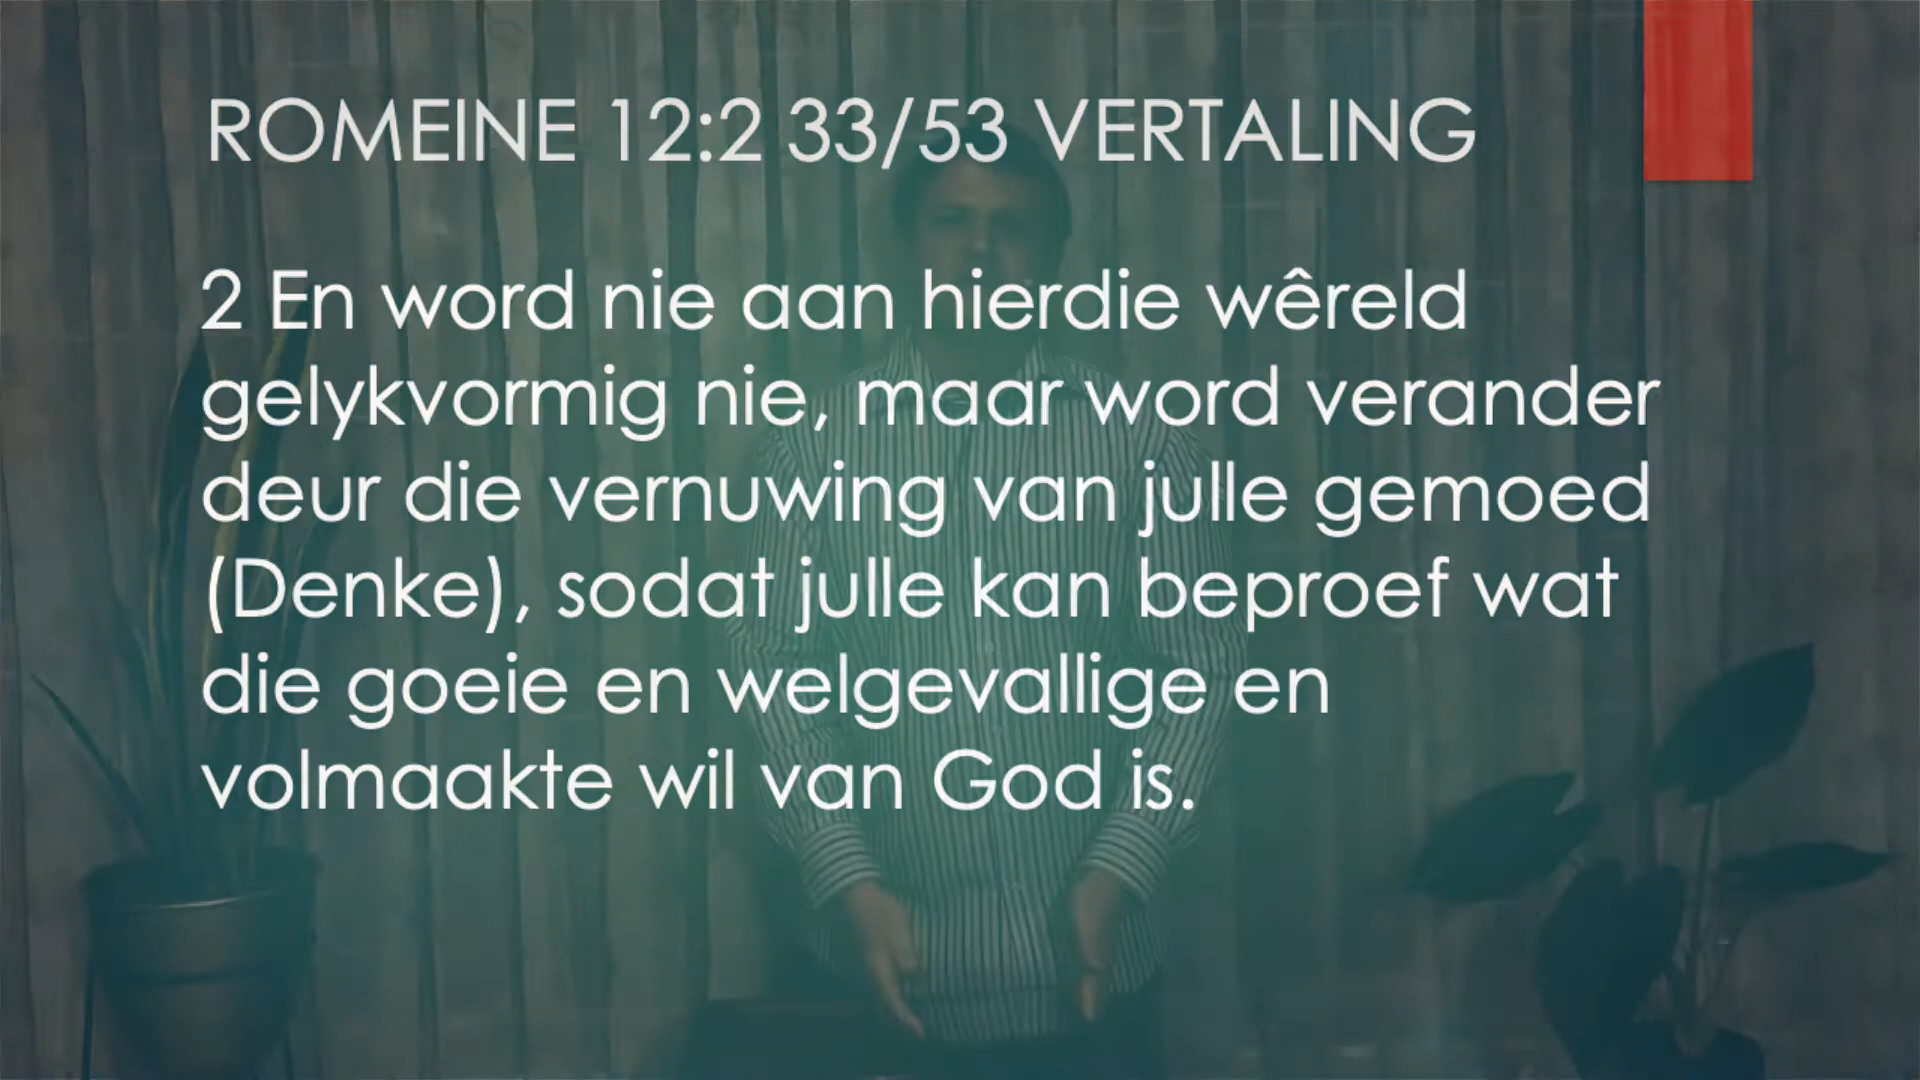 ROMEINE 12:2 33/53 VERTALING
2 En word nie aan hierdie wêreld
gelykvormig nie, maar word verander
deur die vernuwing van julle gemoed
(Denke), sodat julle kan beproef wat
die goeie en welgevallige en
volmaakte wil van God is.